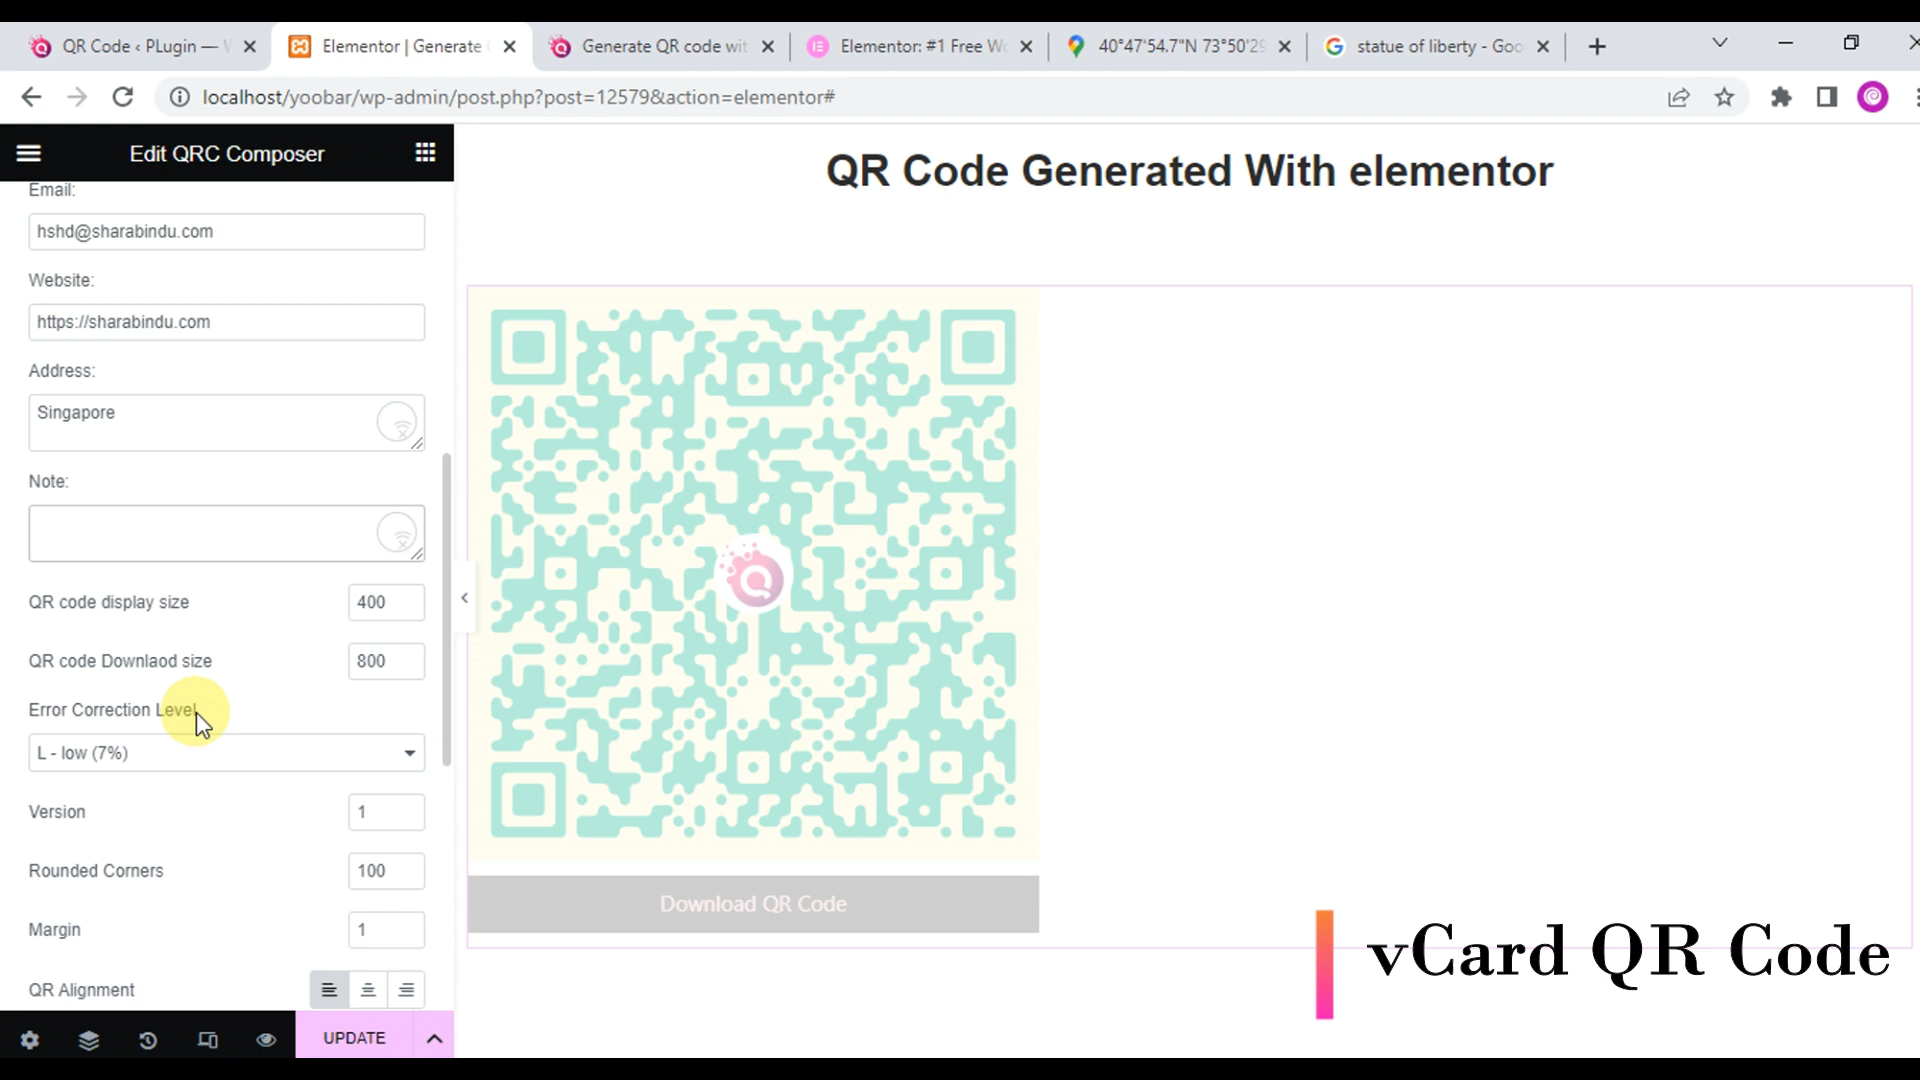 QR Code ‹ PLugin —
Elementor | Generate
Generate QR code wit
Elementor: #1 Free Wo
40°47'54.7"N 73°50'29
statue of liberty - Goo
localhost/yoobar/wp-admin/post.php?post=12579&action=elementor#
Edit QRC Composer
Email:
hshd@sharabindu.com
Website:
https://sharabindu.com
Address:
Singapore
Note:
QR code display size
400
QR code Downlaod size
800
Error Correction Level
L - low (7%)
Version
1
Rounded Corners
100
Margin
1
QR Alignment
UPDATE
QR Code Generated With elementor
Download QR Code
vCard QR Code